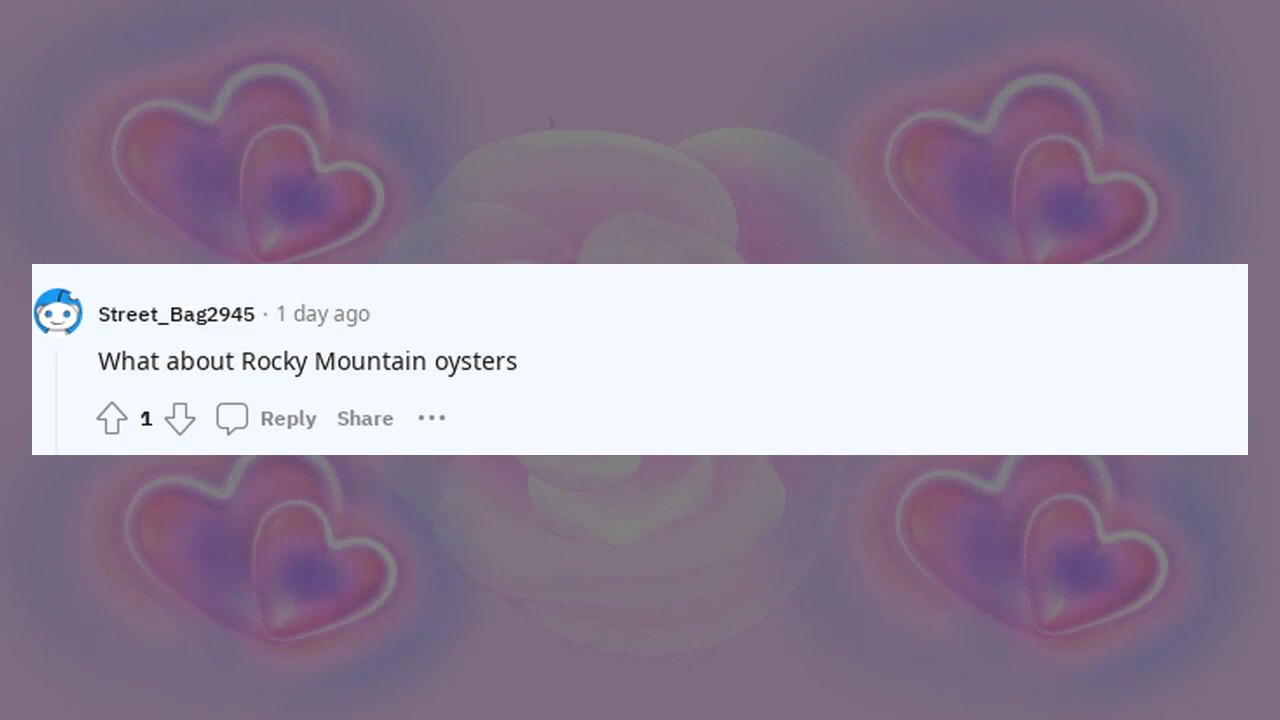 Street_Bag2945 · 1 day ago
What about Rocky Mountain oysters
1 Reply Share ···